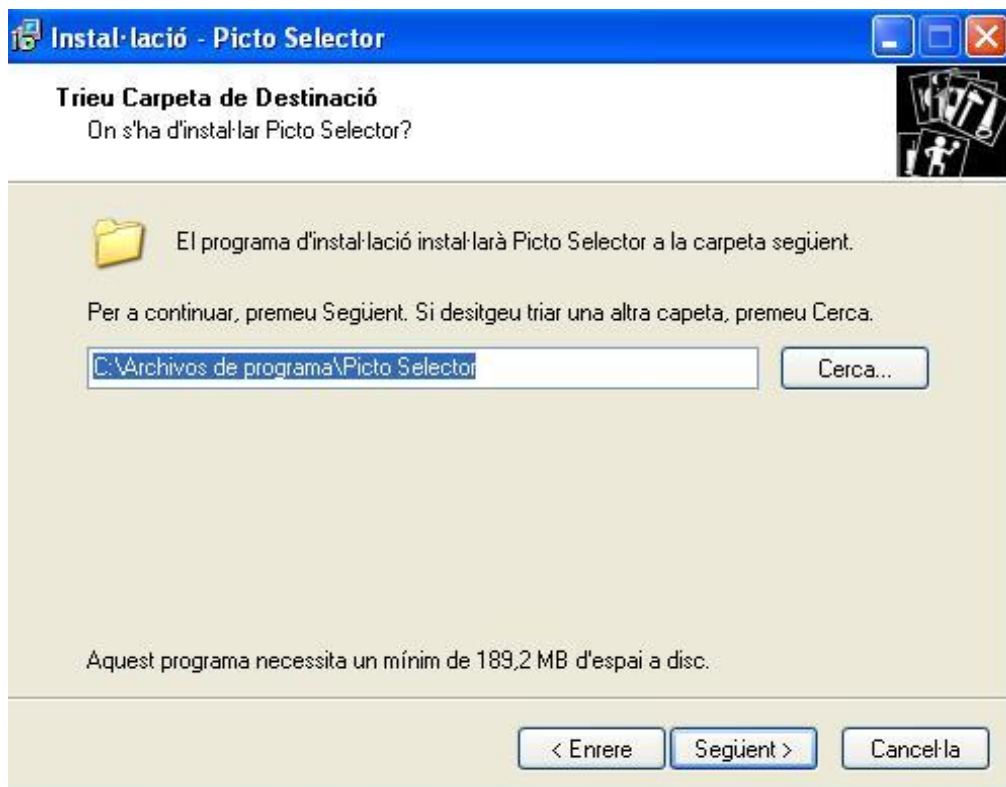 Instal·lació - Picto Selector
Trieu Carpeta de Destinació
On s'ha d'instal·lar Picto Selector?
El programa d'instal·lació instal·larà Picto Selector a la carpeta següent.
Per a continuar, premeu Següent. Si desitgeu triar una altra capeta, premeu Cerca.
C:\Archivos de programa\Picto Selector
Cerca...
Aquest programa necessita un mínim de 189,2 MB d'espai a disc.
< Enrere
Següent >
Cancel·la